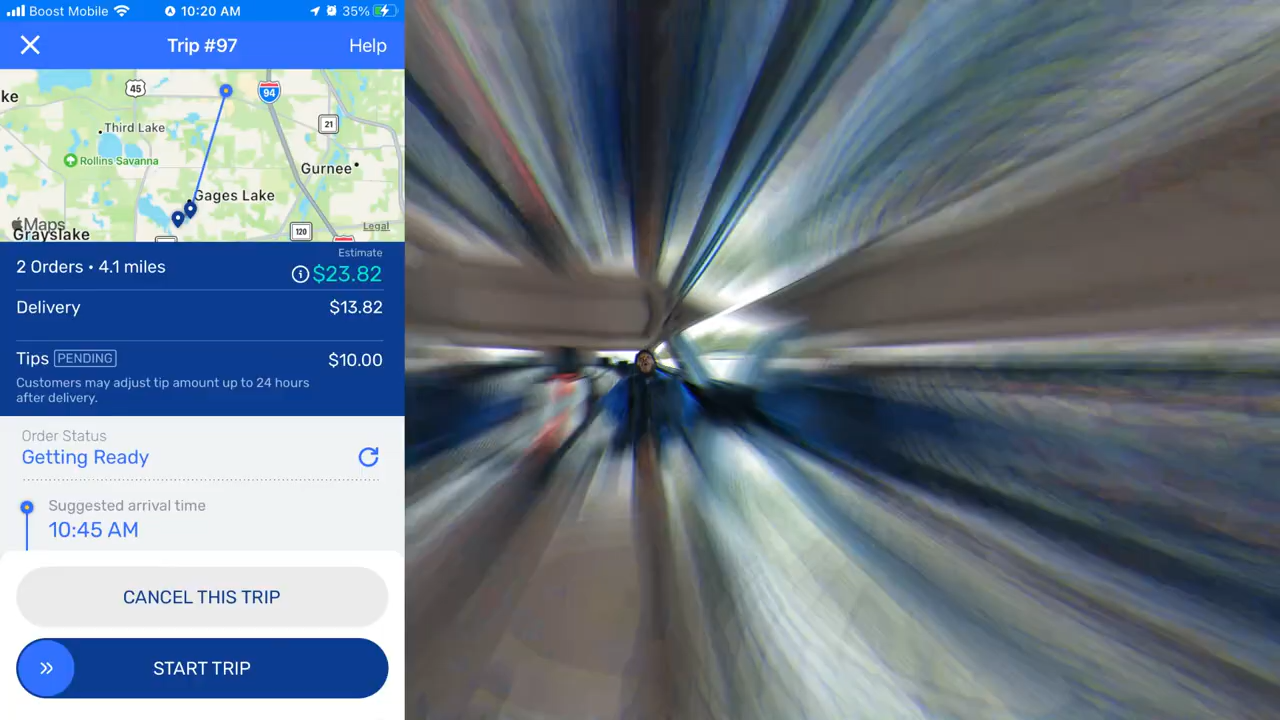 Boost Mobile 10:20 AM 35%
Trip #97 Help
45
94
ke
Third Lake
21
Rollins Savanna
Gurnee
Gages Lake
Maps
Legal
Grayslake
120
Estimate
2 Orders • 4.1 miles $23.82
Delivery $13.82
Tips PENDING $10.00
Customers may adjust tip amount up to 24 hours
after delivery.
Order Status
Getting Ready
Suggested arrival time
10:45 AM
CANCEL THIS TRIP
START TRIP